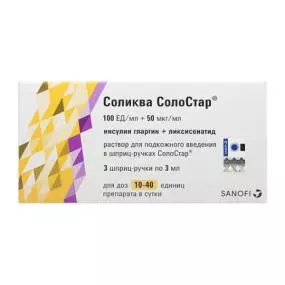 Соликва СолоСтар®
100 ЕД/мл + 50 мкг/мл
инсулин гларгин + ликсисенатид
раствор для подкожного введения
в шприц-ручках СолоСтар®
3 шприц-ручки по 3 мл
для доз 10-40 единиц
препарата в сутки
SANOFI